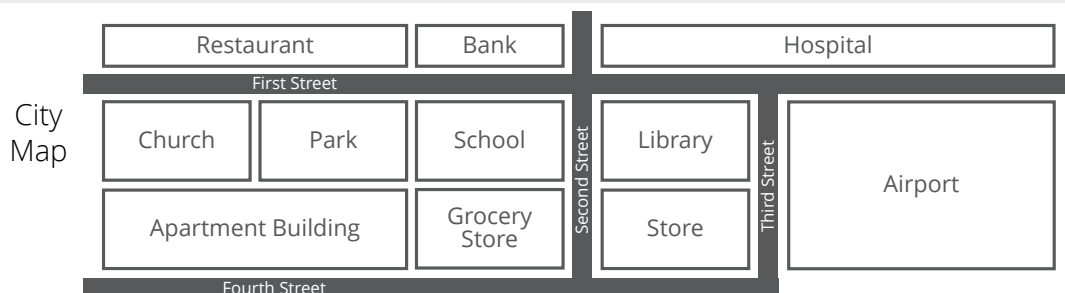 City
Map
Restaurant
Bank
Hospital
First Street
Church
Park
School
Second Street
Library
Third Street
Airport
Apartment Building
Grocery
Store
Store
Fourth Street